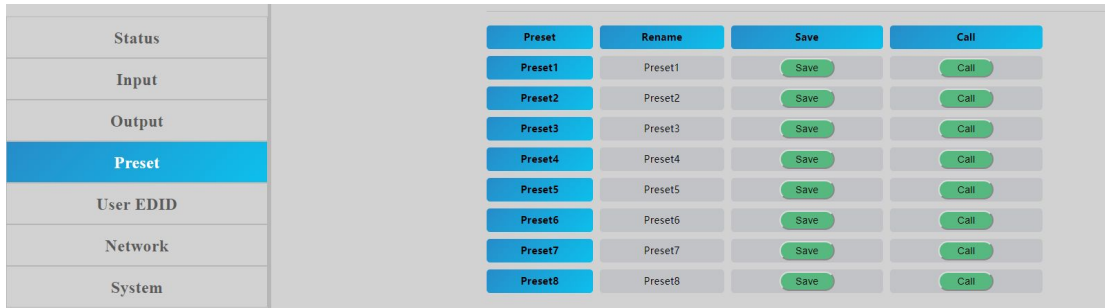 Status
Input
Output
Preset
User EDID
Network
System
Preset Rename Save Call
Preset1 Preset1 Save Call
Preset2 Preset2 Save Call
Preset3 Preset3 Save Call
Preset4 Preset4 Save Call
Preset5 Preset5 Save Call
Preset6 Preset6 Save Call
Preset7 Preset7 Save Call
Preset8 Preset8 Save Call